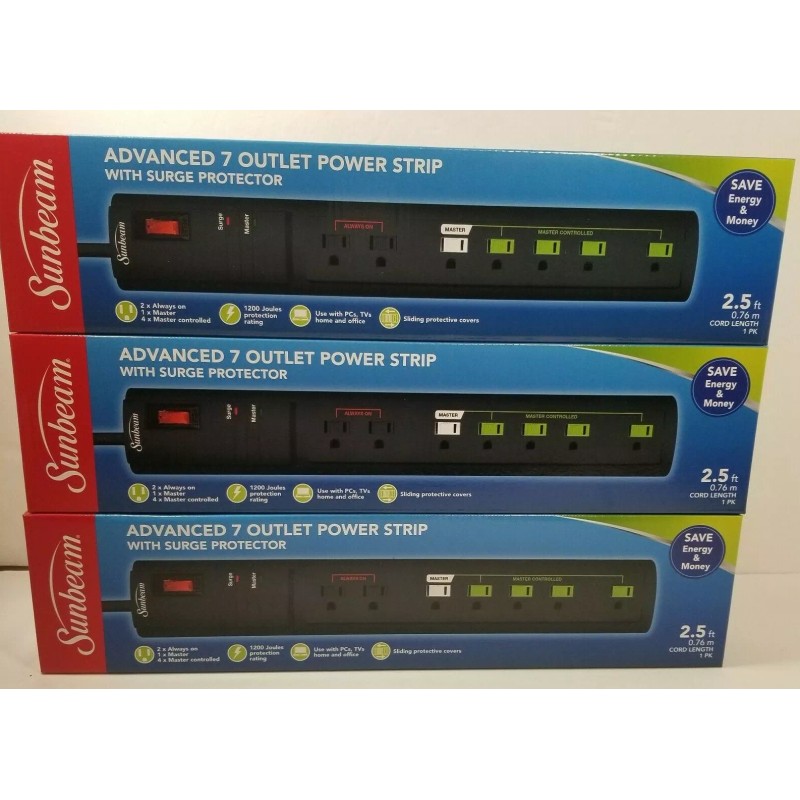 Sunbeam.
ADVANCED 7 OUTLET POWER STRIP
WITH SURGE PROTECTOR
SAVE
Energy
&
Money
Sunbeam
Surge
Master
ALWAYS ON
MASTER
MASTER CONTROLLED
2 x Always on
1 x Master
4 x Master controlled
1200 Joules
protection
rating
Use with PCs, TVs
home and office
Sliding protective covers
2.5 ft
0.76 m
CORD LENGTH
1 PK
Sunbeam.
ADVANCED 7 OUTLET POWER STRIP
WITH SURGE PROTECTOR
SAVE
Energy
&
Money
Sunbeam
Surge
Master
ALWAYS ON
MASTER
MASTER CONTROLLED
2 x Always on
1 x Master
4 x Master controlled
1200 Joules
protection
rating
Use with PCs, TVs
home and office
Sliding protective covers
2.5 ft
0.76 m
CORD LENGTH
1 PK
Sunbeam.
ADVANCED 7 OUTLET POWER STRIP
WITH SURGE PROTECTOR
SAVE
Energy
&
Money
Sunbeam
Surge
Master
ALWAYS ON
MASTER
MASTER CONTROLLED
2 x Always on
1 x Master
4 x Master controlled
1200 Joules
protection
rating
Use with PCs, TVs
home and office
Sliding protective covers
2.5 ft
0.76 m
CORD LENGTH
1 PK